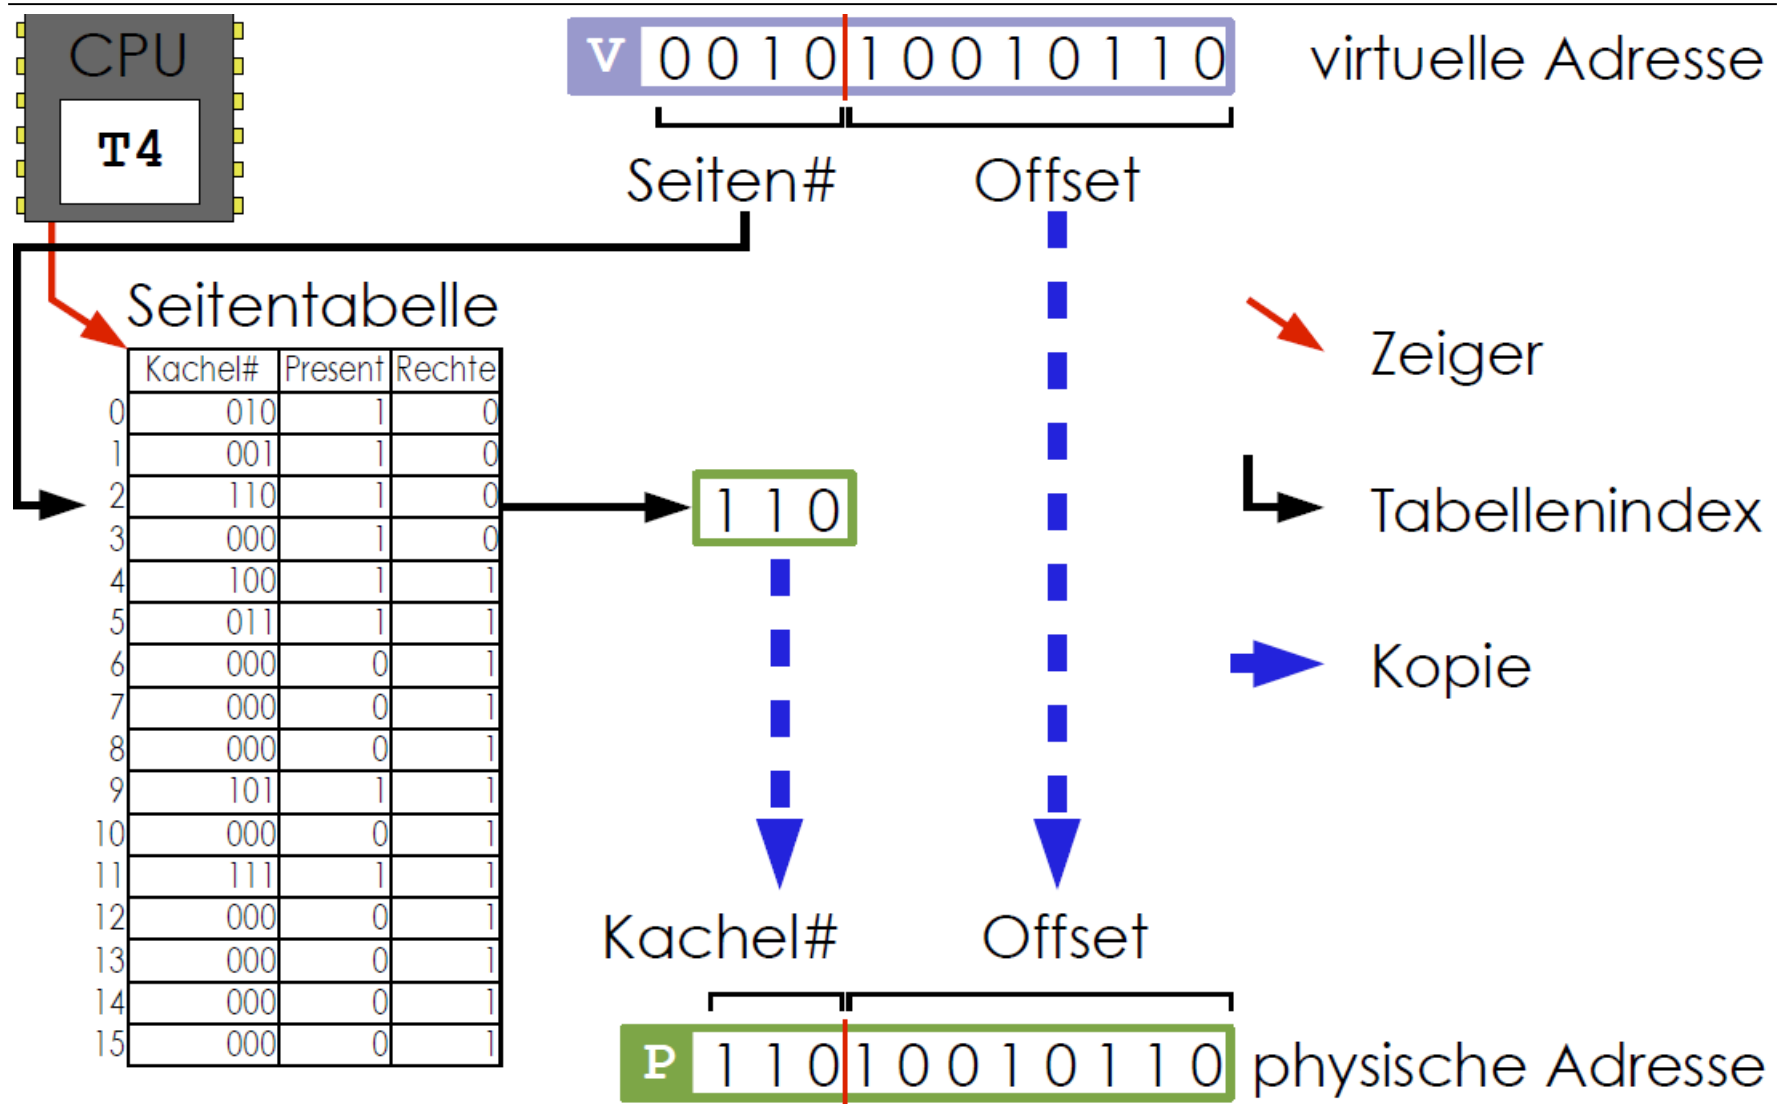 CPU
T4
V 0 0 1 0 1 0 0 1 0 1 1 0 virtuelle Adresse
Seiten# Offset
Seitentabelle
Kachel# Present Rechte
0 010 1 0
1 001 1 0
2 110 1 0
3 000 1 0
4 100 1 1
5 011 1 1
6 000 0 1
7 000 0 1
8 000 0 1
9 101 1 1
10 000 0 1
11 111 1 1
12 000 0 1
13 000 0 1
14 000 0 1
15 000 0 1
1 1 0
Zeiger
Tabellenindex
Kopie
Kachel# Offset
P 1 1 0 1 0 0 1 0 1 1 0 physische Adresse